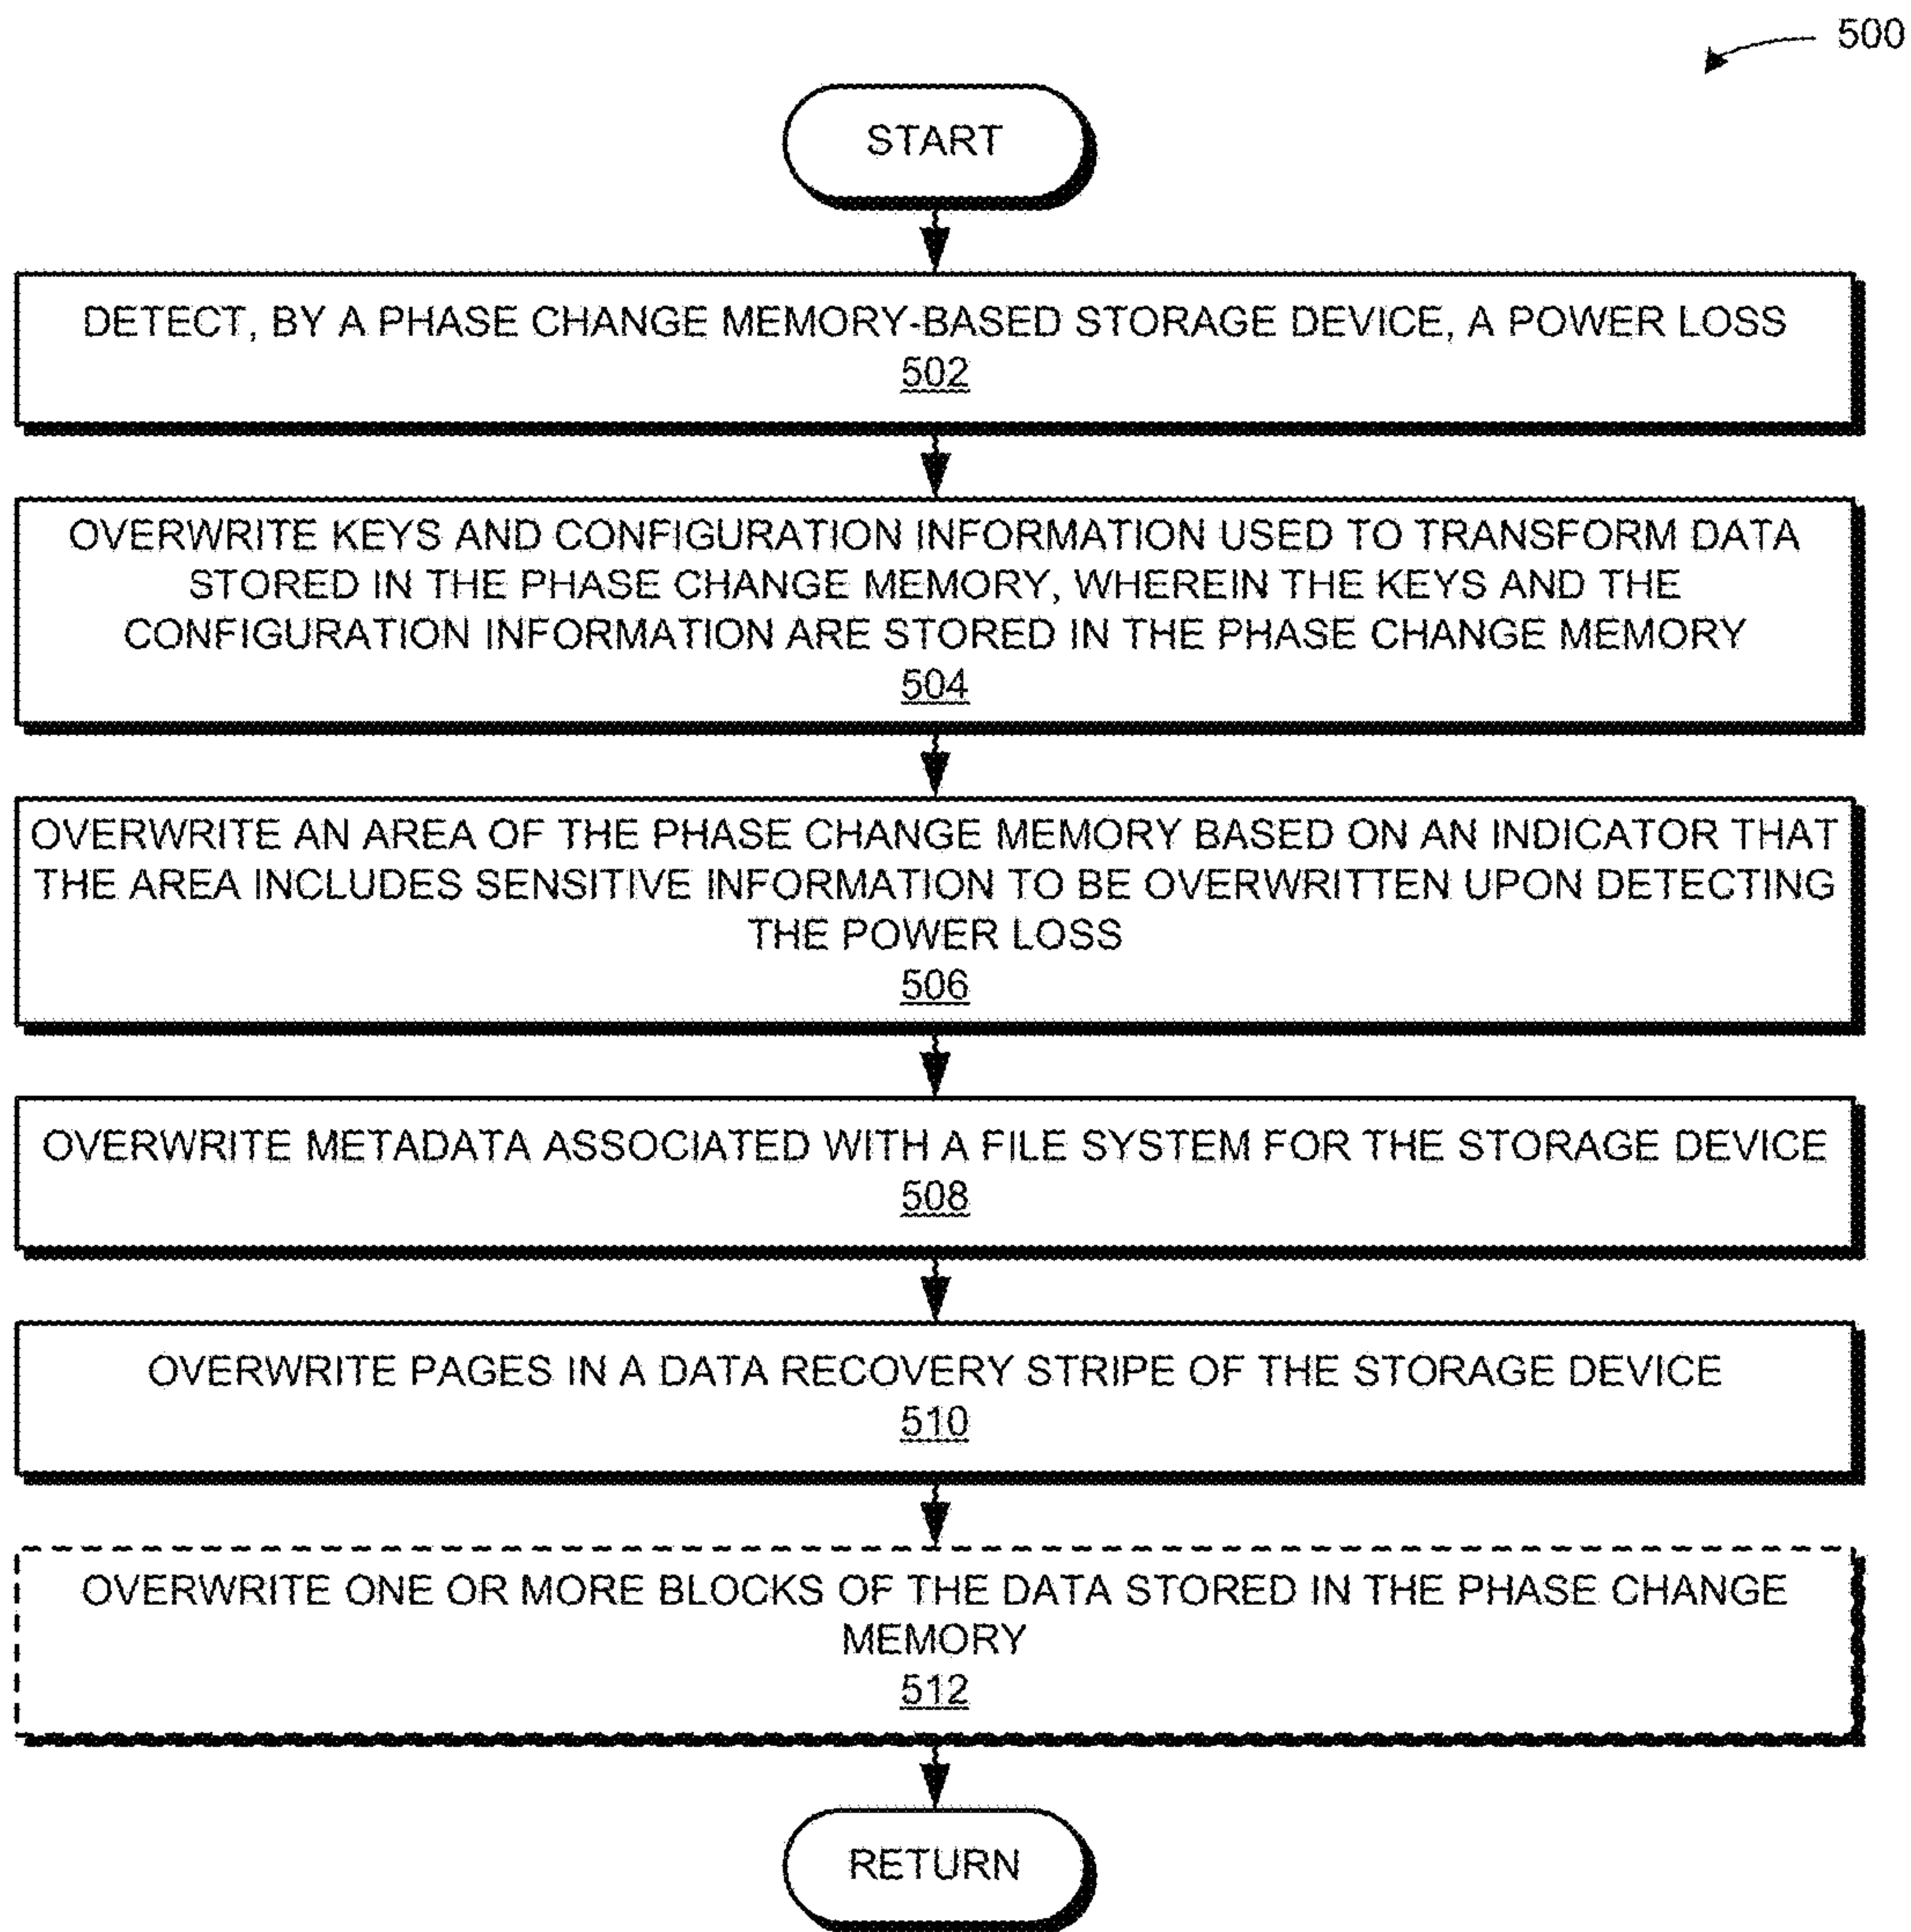 500
START
DETECT, BY A PHASE CHANGE MEMORY-BASED STORAGE DEVICE, A POWER LOSS
502
OVERWRITE KEYS AND CONFIGURATION INFORMATION USED TO TRANSFORM DATA
STORED IN THE PHASE CHANGE MEMORY, WHEREIN THE KEYS AND THE
CONFIGURATION INFORMATION ARE STORED IN THE PHASE CHANGE MEMORY
504
OVERWRITE AN AREA OF THE PHASE CHANGE MEMORY BASED ON AN INDICATOR THAT
THE AREA INCLUDES SENSITIVE INFORMATION TO BE OVERWRITTEN UPON DETECTING
THE POWER LOSS
506
OVERWRITE METADATA ASSOCIATED WITH A FILE SYSTEM FOR THE STORAGE DEVICE
508
OVERWRITE PAGES IN A DATA RECOVERY STRIPE OF THE STORAGE DEVICE
510
OVERWRITE ONE OR MORE BLOCKS OF THE DATA STORED IN THE PHASE CHANGE
MEMORY
512
RETURN